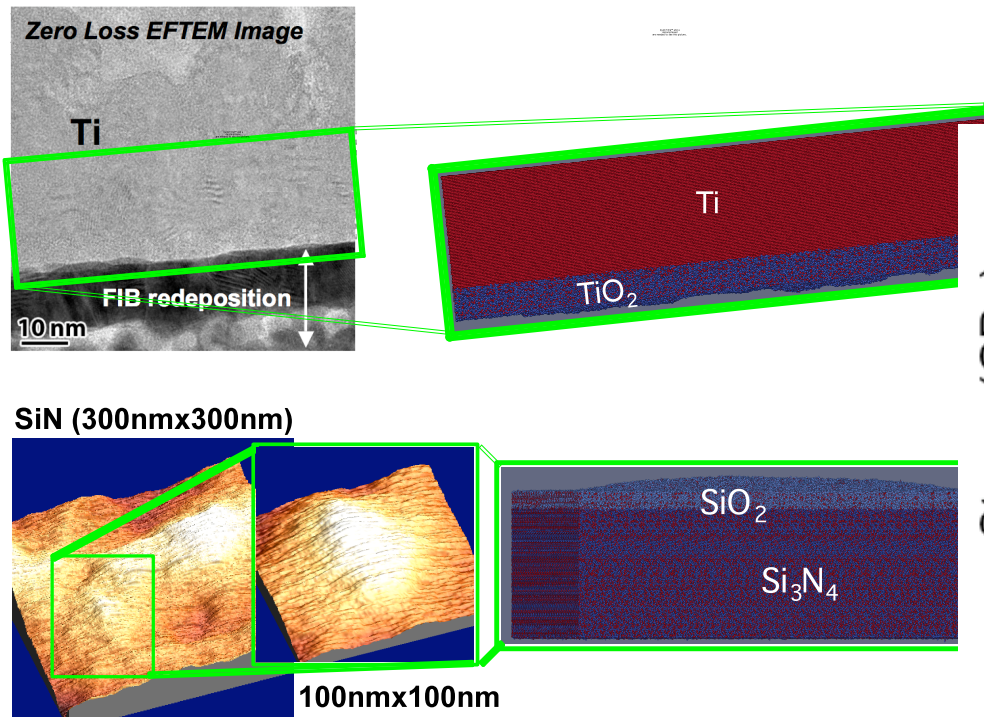 Zero Loss EFTEM Image
Ti
Ti
TiO₂
FIB redeposition
10 nm
SiN (300nmx300nm)
SiO₂
Si₃N₄
100nmx100nm